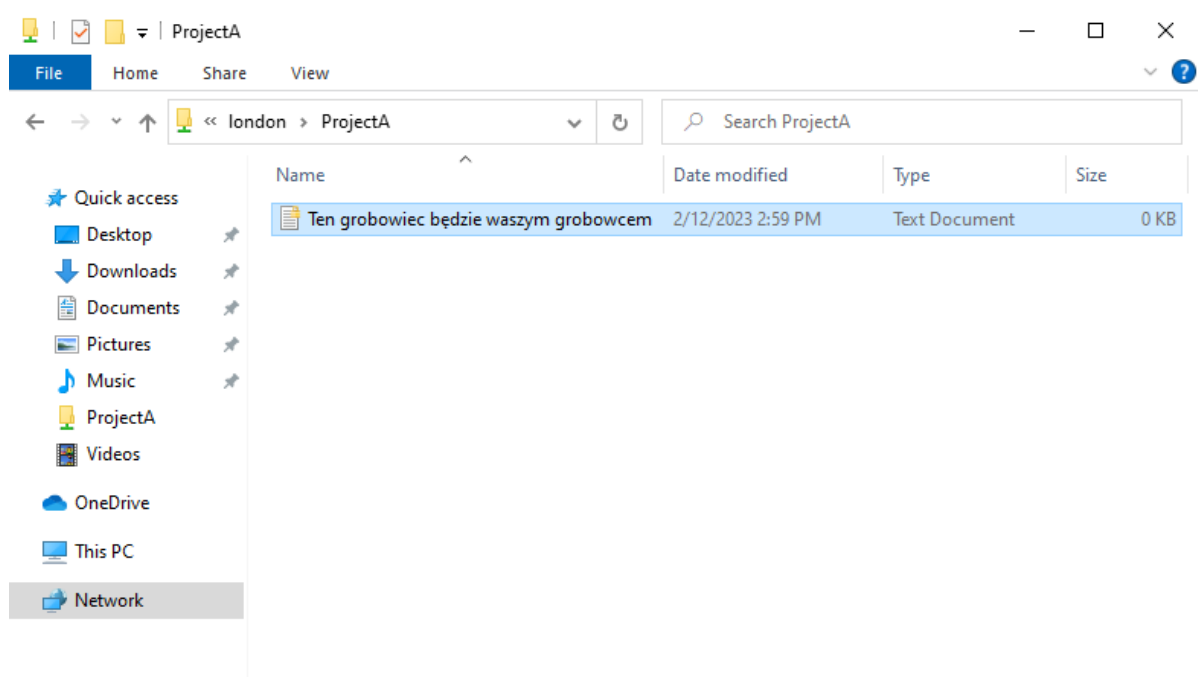 ProjectA
File Home Share View
« london › ProjectA Search ProjectA
Name Date modified Type Size
Quick access
Ten grobowiec będzie waszym grobowcem 2/12/2023 2:59 PM Text Document 0 KB
Desktop
Downloads
Documents
Pictures
Music
ProjectA
Videos
OneDrive
This PC
Network